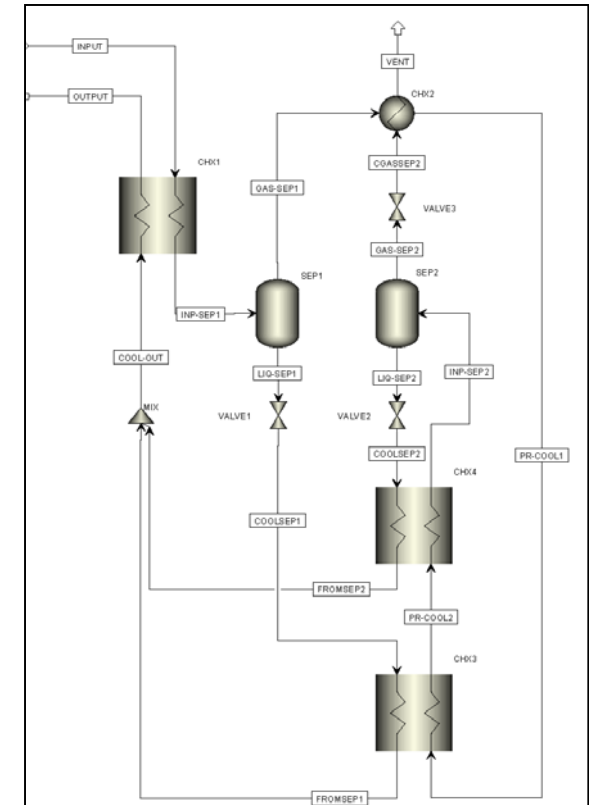 INPUT
VENT
OUTPUT
CHX2
CHX1
CGASSEP2
GAS-SEP1
VALVE3
GAS-SEP2
SEP1
SEP2
INP-SEP1
COOL-OUT
LIQ-SEP1
LIQ-SEP2
INP-SEP2
MIX
VALVE1
VALVE2
COOLSEP2
PR-COOL1
CHX4
COOLSEP1
FROMSEP2
PR-COOL2
CHX3
FROMSEP1